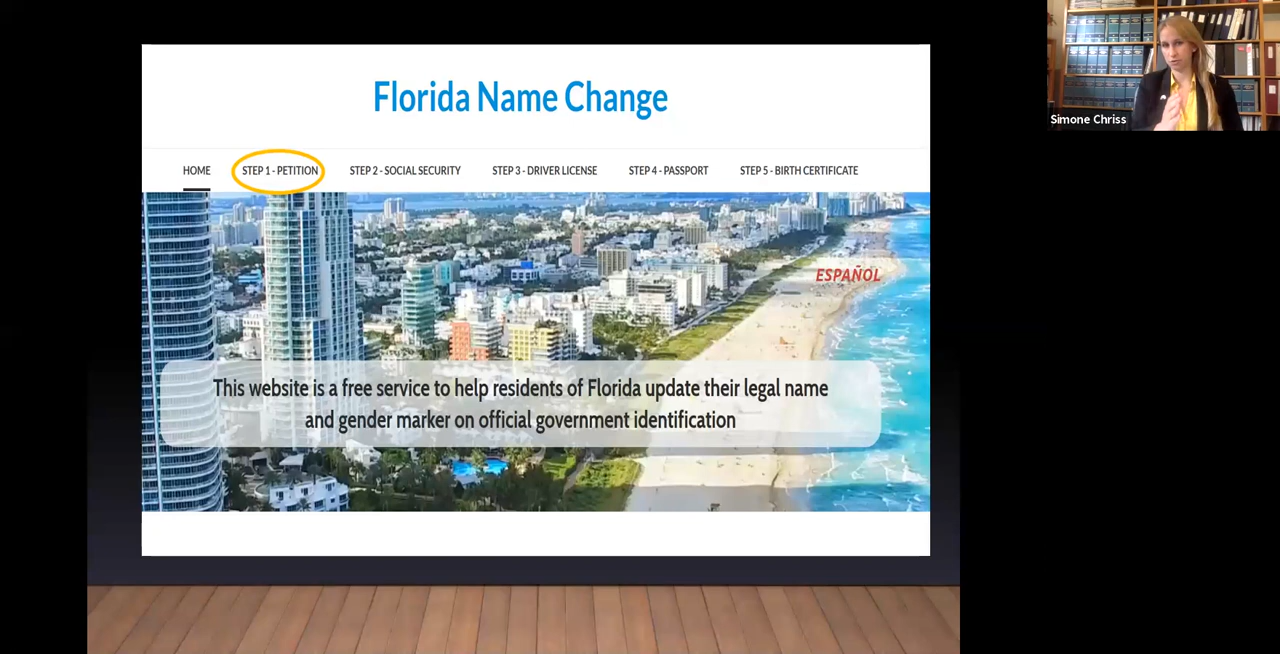 Florida Name Change
Simone Chriss
HOME STEP 1 - PETITION STEP 2 - SOCIAL SECURITY STEP 3 - DRIVER LICENSE STEP 4 - PASSPORT STEP 5 - BIRTH CERTIFICATE
ESPAÑOL
This website is a free service to help residents of Florida update their legal name
and gender marker on official government identification